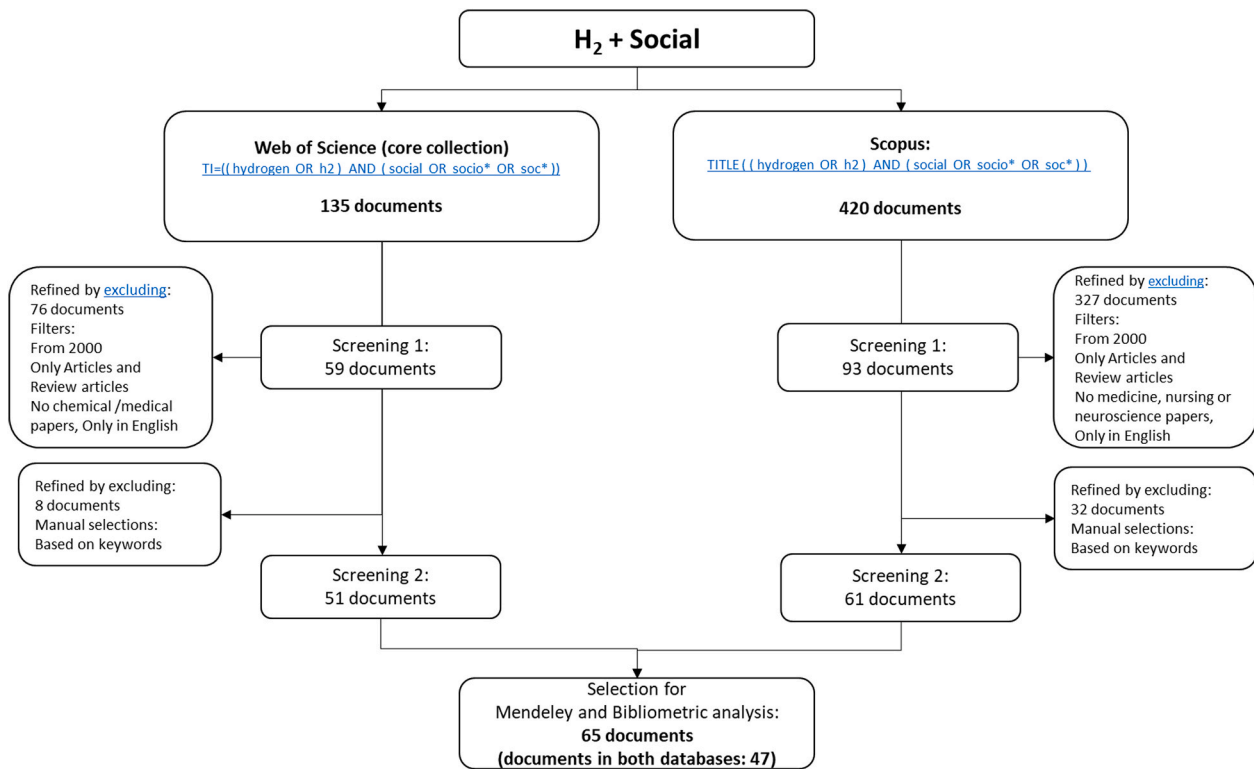 H₂ + Social
Web of Science (core collection)
TI=(( hydrogen OR h2 ) AND ( social OR socio* OR soc* ))
135 documents
Scopus:
TITLE ( ( hydrogen OR h2 ) AND ( social OR socio* OR soc* ) )
420 documents
Refined by excluding:
76 documents
Filters:
From 2000
Only Articles and
Review articles
No chemical /medical
papers, Only in English
Screening 1:
59 documents
Screening 1:
93 documents
Refined by excluding:
327 documents
Filters:
From 2000
Only Articles and
Review articles
No medicine, nursing or
neuroscience papers,
Only in English
Refined by excluding:
8 documents
Manual selections:
Based on keywords
Refined by excluding:
32 documents
Manual selections:
Based on keywords
Screening 2:
51 documents
Screening 2:
61 documents
Selection for
Mendeley and Bibliometric analysis:
65 documents
(documents in both databases: 47)